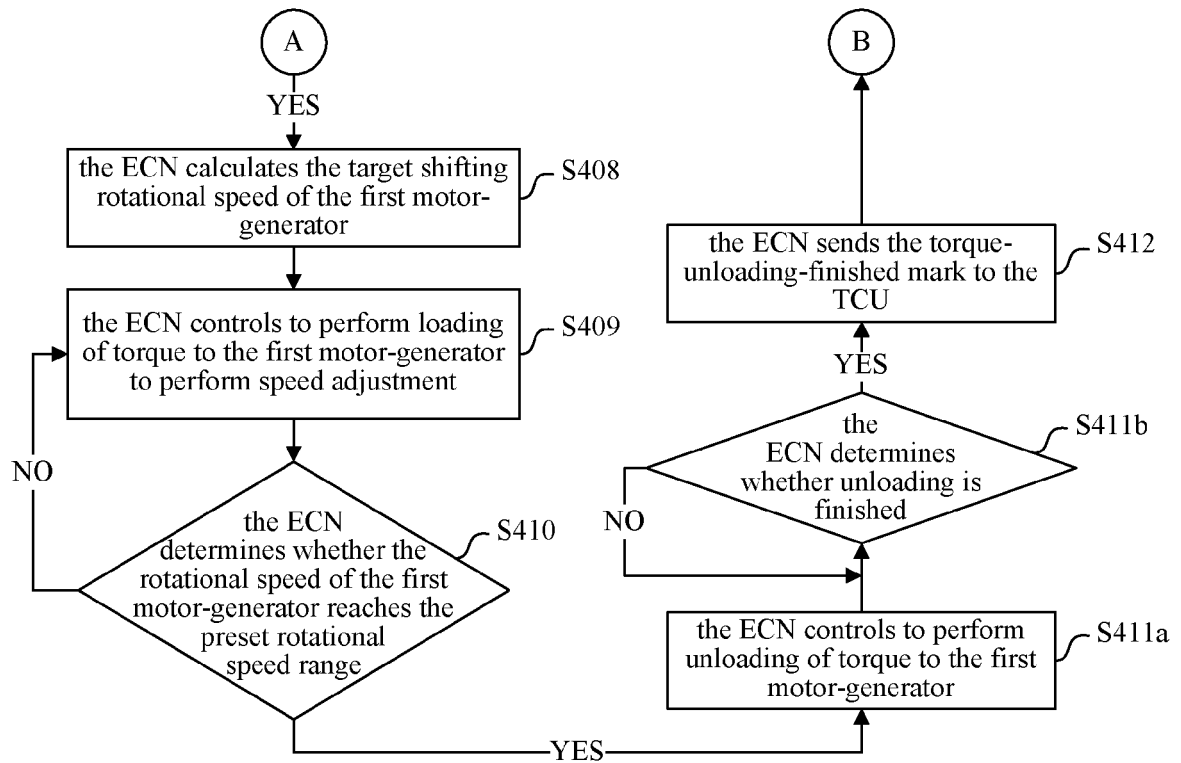 A
YES
the ECN calculates the target shifting
rotational speed of the first motor-
generator
S408
the ECN controls to perform loading
of torque to the first motor-generator
to perform speed adjustment
S409
NO
the ECN
determines whether the
rotational speed of the first
motor-generator reaches the
preset rotational
speed range
S410
YES
B
the ECN sends the torque-
unloading-finished mark to the
TCU
S412
YES
the
ECN determines
whether unloading is
finished
S411b
NO
the ECN controls to perform
unloading of torque to the first
motor-generator
S411a